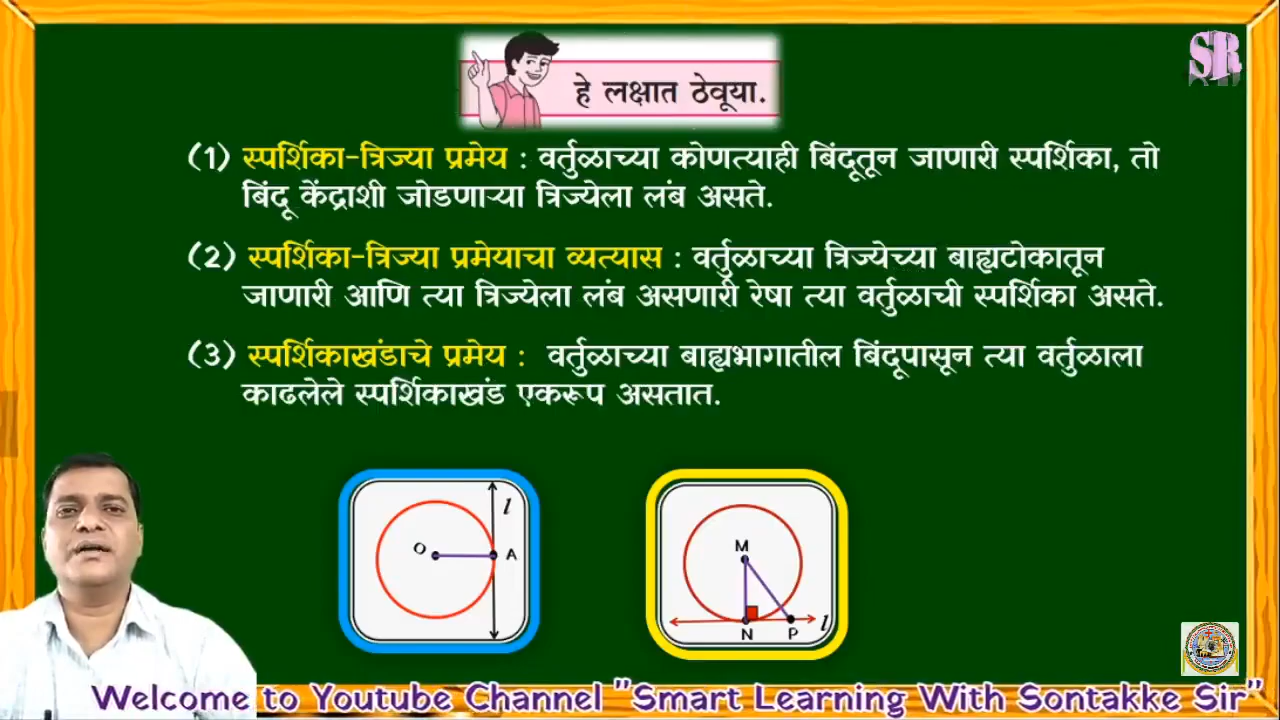 SR
हे लक्षात ठेवूया.
(1) स्पर्शिका-त्रिज्या प्रमेय : वर्तुळाच्या कोणत्याही बिंदूतून जाणारी स्पर्शिका, तो
बिंदू केंद्राशी जोडणाऱ्या त्रिज्येला लंब असते.
(2) स्पर्शिका-त्रिज्या प्रमेयाचा व्यत्यास : वर्तुळाच्या त्रिज्येच्या बाह्यटोकातून
जाणारी आणि त्या त्रिज्येला लंब असणारी रेषा त्या वर्तुळाची स्पर्शिका असते.
(3) स्पर्शिकाखंडाचे प्रमेय : वर्तुळाच्या बाह्यभागातील बिंदूपासून त्या वर्तुळाला
काढलेले स्पर्शिकाखंड एकरूप असतात.
l
O A
M
N P l
Welcome to Youtube Channel "Smart Learning With Sontakke Sir"